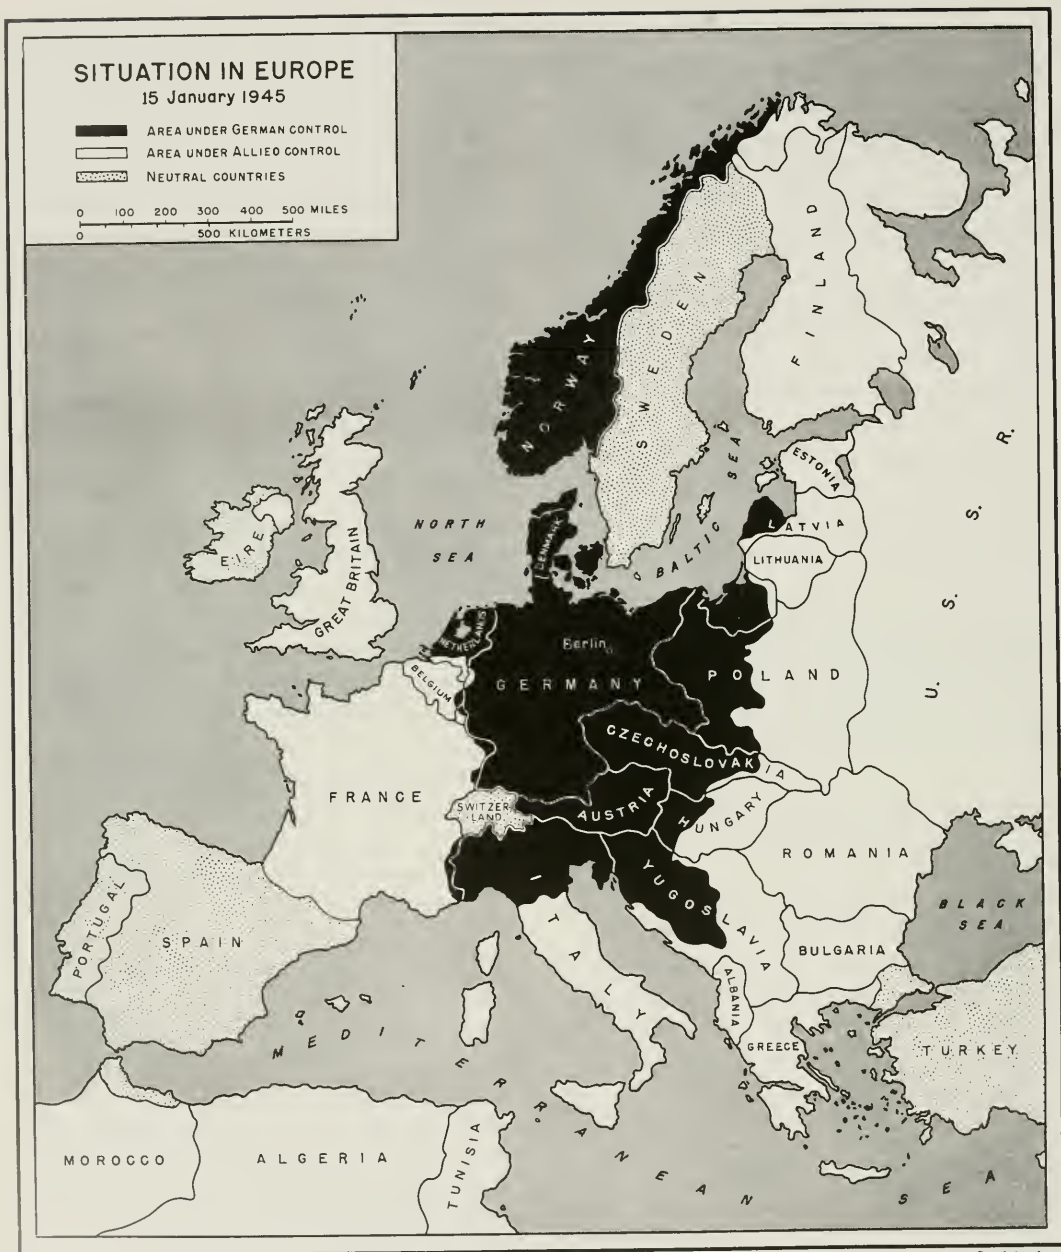 SITUATION IN EUROPE
15 January 1945
AREA UNDER GERMAN CONTROL
AREA UNDER ALLIEO CONTROL
NEUTRAL COUNTRIES
0 100 200 300 400 500 MILES
0 500 KILOMETERS
NORWAY
SWEDEN
FINLAND
U. S. S. R.
ESTONIA
LATVIA
LITHUANIA
BALTIC SEA
NORTH
SEA
DENMARK
EIRE
GREAT BRITAIN
NETHERLANDS
BELGIUM
Berlin
GERMANY
POLAND
CZECHOSLOVAKIA
FRANCE
SWITZER-
LAND
AUSTRIA
HUNGARY
ROMANIA
YUGOSLAVIA
BLACK
SEA
BULGARIA
PORTUGAL
SPAIN
ITALY
ALBANIA
GREECE
TURKEY
MEDITERRANEAN SEA
MOROCCO
ALGERIA
TUNISIA